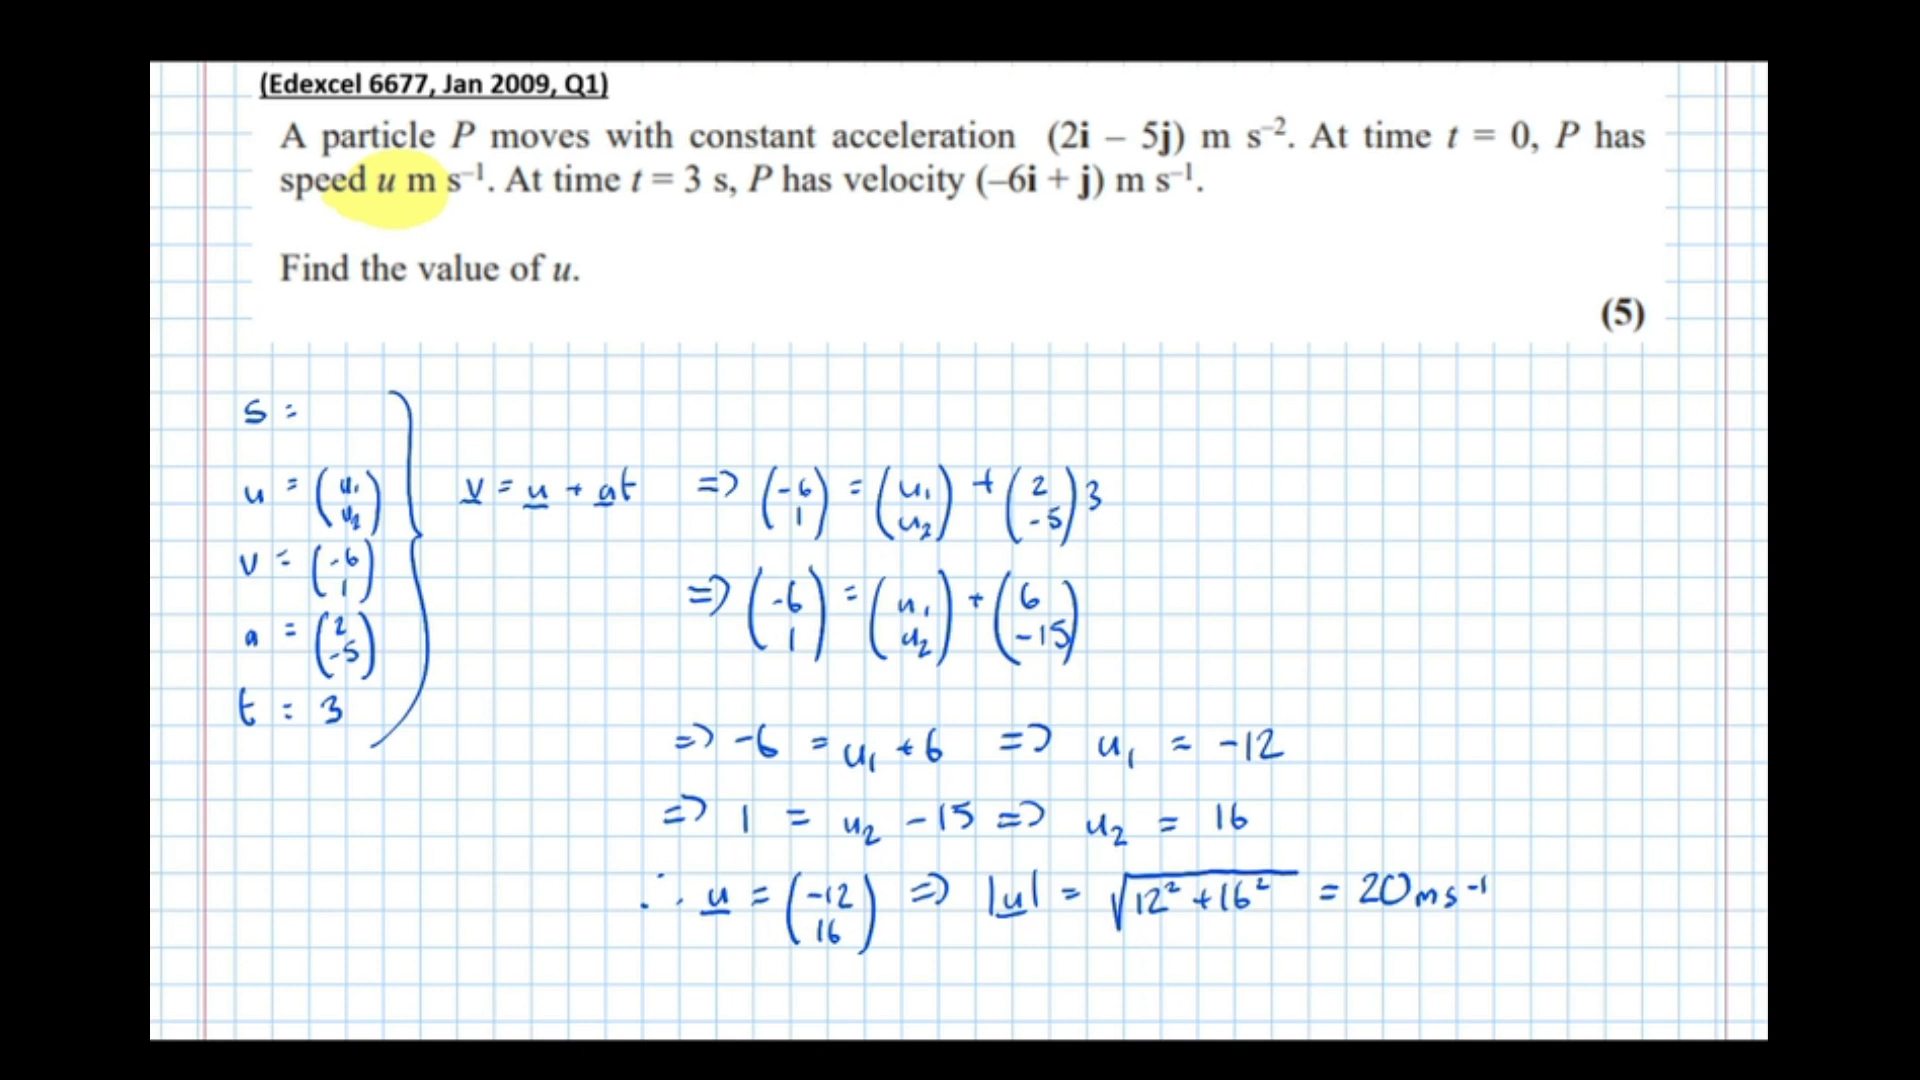 (Edexcel 6677, Jan 2009, Q1)
A particle P moves with constant acceleration (2i – 5j) m s⁻². At time t = 0, P has
speed u m s⁻¹. At time t = 3 s, P has velocity (–6i + j) m s⁻¹.
Find the value of u.
(5)
s =
u = (u₁ u₂)
v = (-6 1)
a = (2 -5)
t = 3
v = u + at => (-6 1) = (u₁ u₂) + (2 -5)3
=> (-6 1) = (u₁ u₂) + (6 -15)
=> -6 = u₁ + 6 => u₁ = -12
=> 1 = u₂ - 15 => u₂ = 16
∴ u = (-12 16) => |u| = √12² + 16² = 20ms⁻¹